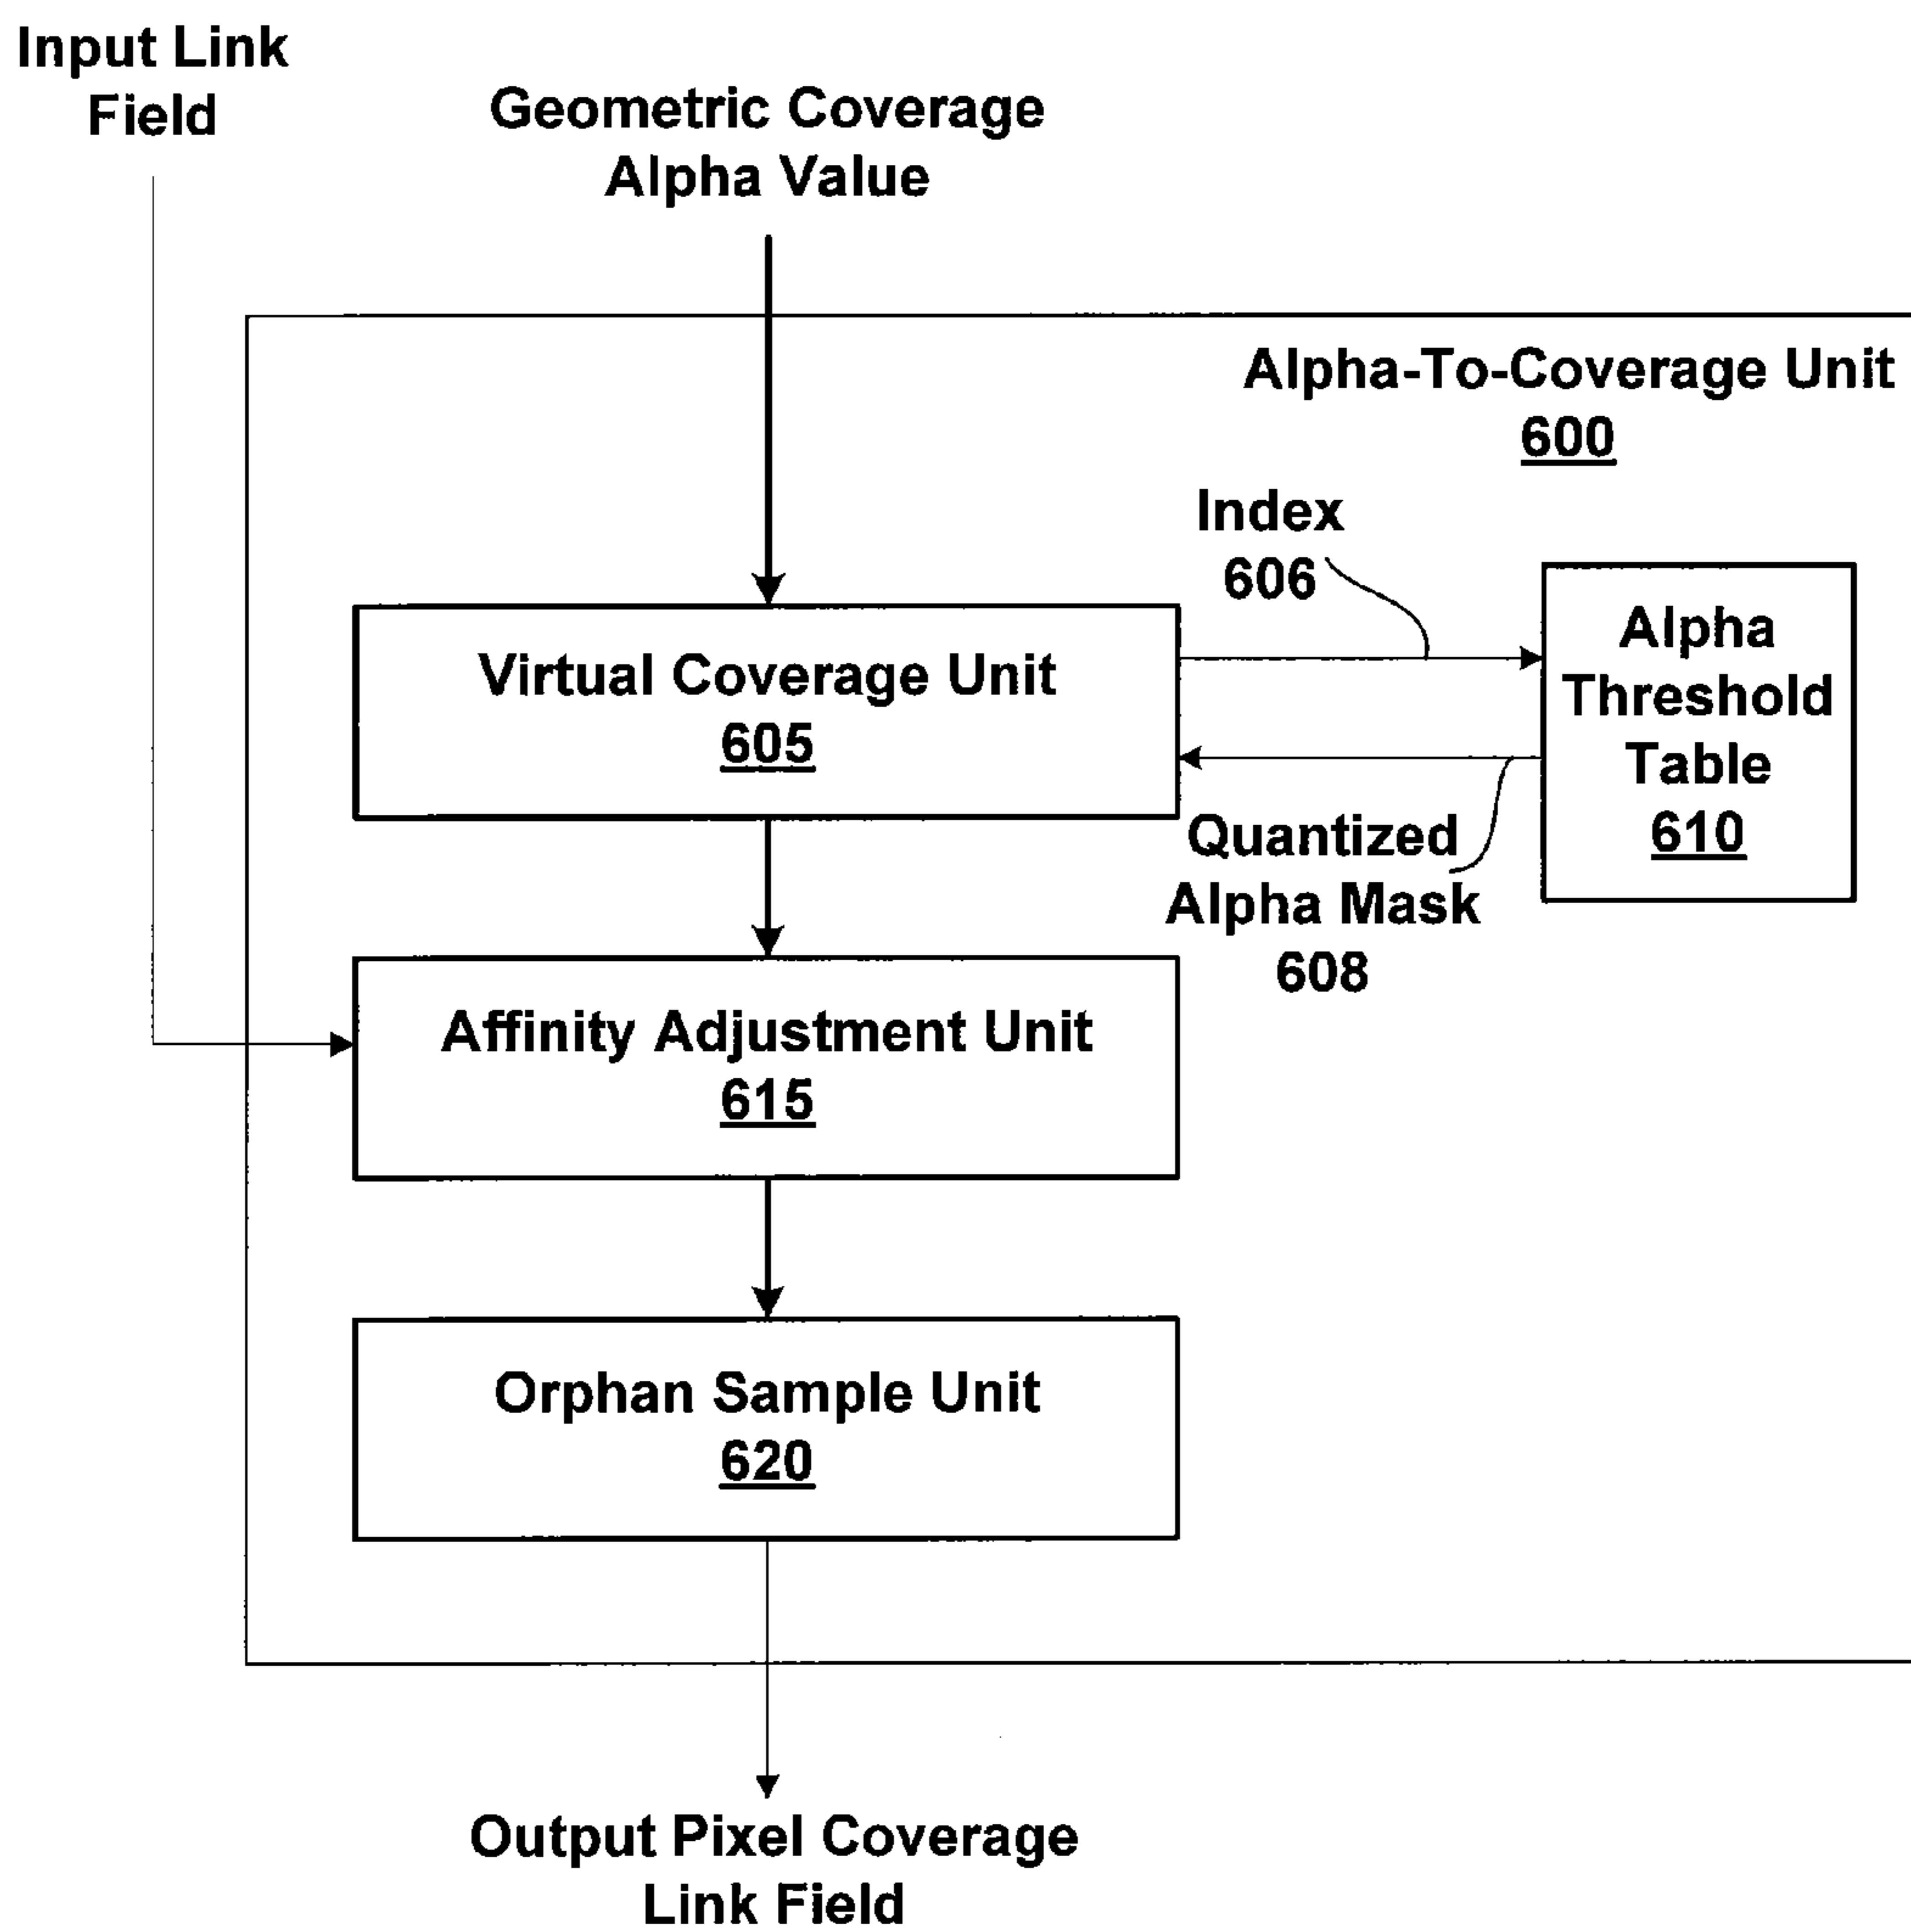 Input Link
Field
Geometric Coverage
Alpha Value
Alpha-To-Coverage Unit
600
Index
606
Virtual Coverage Unit
605
Alpha
Threshold
Table
610
Quantized
Alpha Mask
608
Affinity Adjustment Unit
615
Orphan Sample Unit
620
Output Pixel Coverage
Link Field